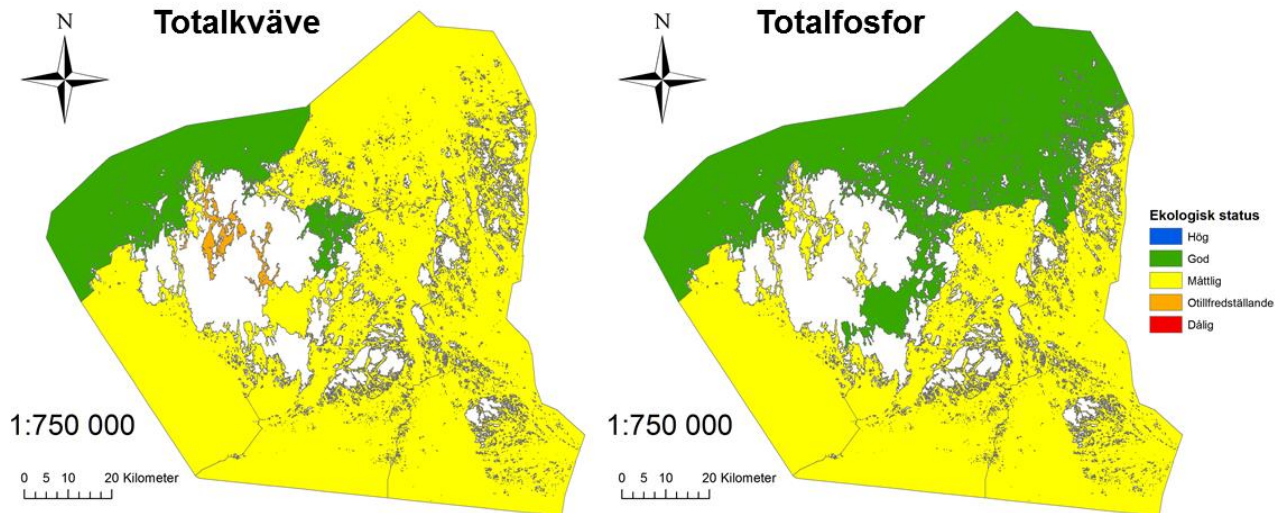 Totalkväve
N
1:750 000
0 5 10 20 Kilometer
Totalfosfor
N
1:750 000
0 5 10 20 Kilometer
Ekologisk status
Hög
God
Måttlig
Otillfredställande
Dålig